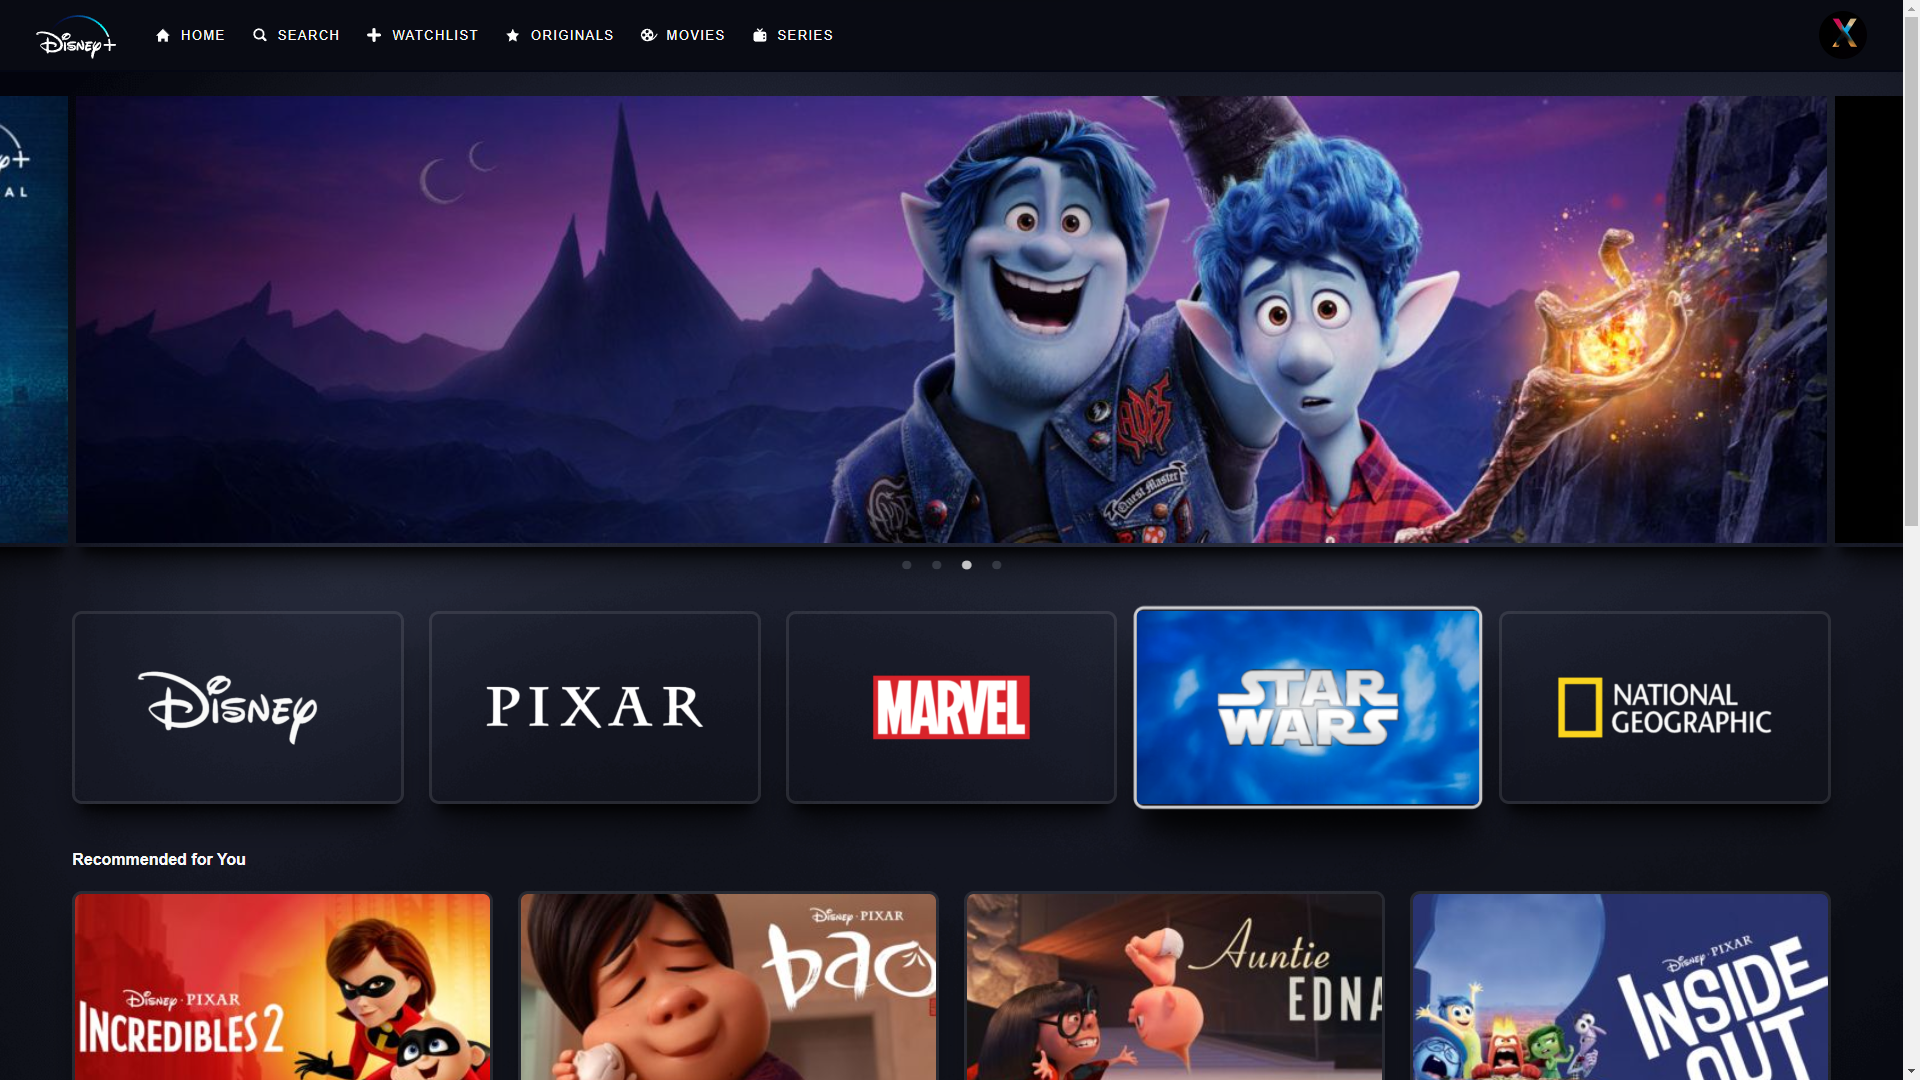 Disney+
HOME
SEARCH
WATCHLIST
ORIGINALS
MOVIES
SERIES
X
AL
Quest Master
Disney
PIXAR
MARVEL
STAR
WARS
NATIONAL
GEOGRAPHIC
Recommended for You
Disney · PIXAR
INCREDIBLES 2
Disney · PIXAR
bao
Auntie
EDNA
Disney · PIXAR
INSIDE
OUT